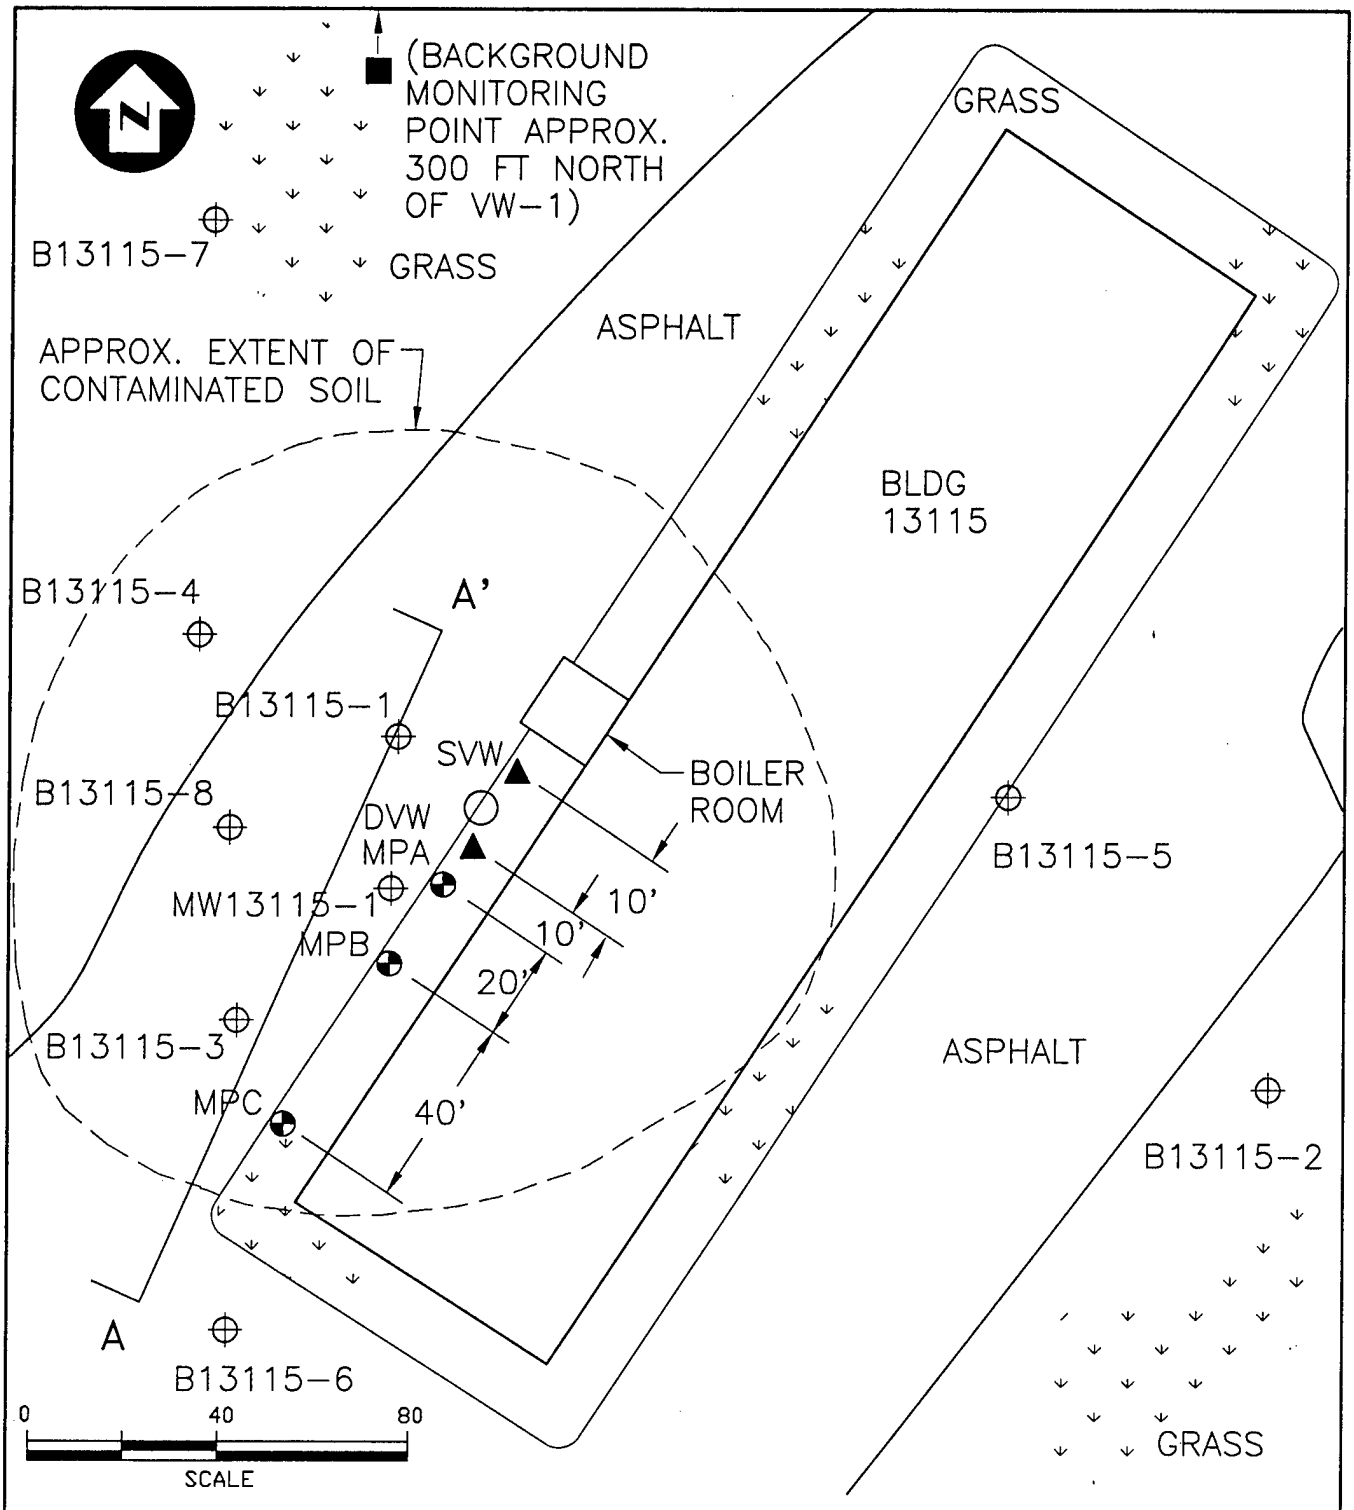 (BACKGROUND
MONITORING
POINT APPROX.
300 FT NORTH
OF VW-1)
N
GRASS
B13115-7
GRASS
ASPHALT
APPROX. EXTENT OF
CONTAMINATED SOIL
BLDG
13115
B13115-4
A'
B13115-1
SVW
BOILER
ROOM
B13115-8
DVW
MPA
B13115-5
MW13115-1
10'
10'
MPB
20'
B13115-3
ASPHALT
MPC
40'
B13115-2
A
B13115-6
0 40 80
SCALE
GRASS